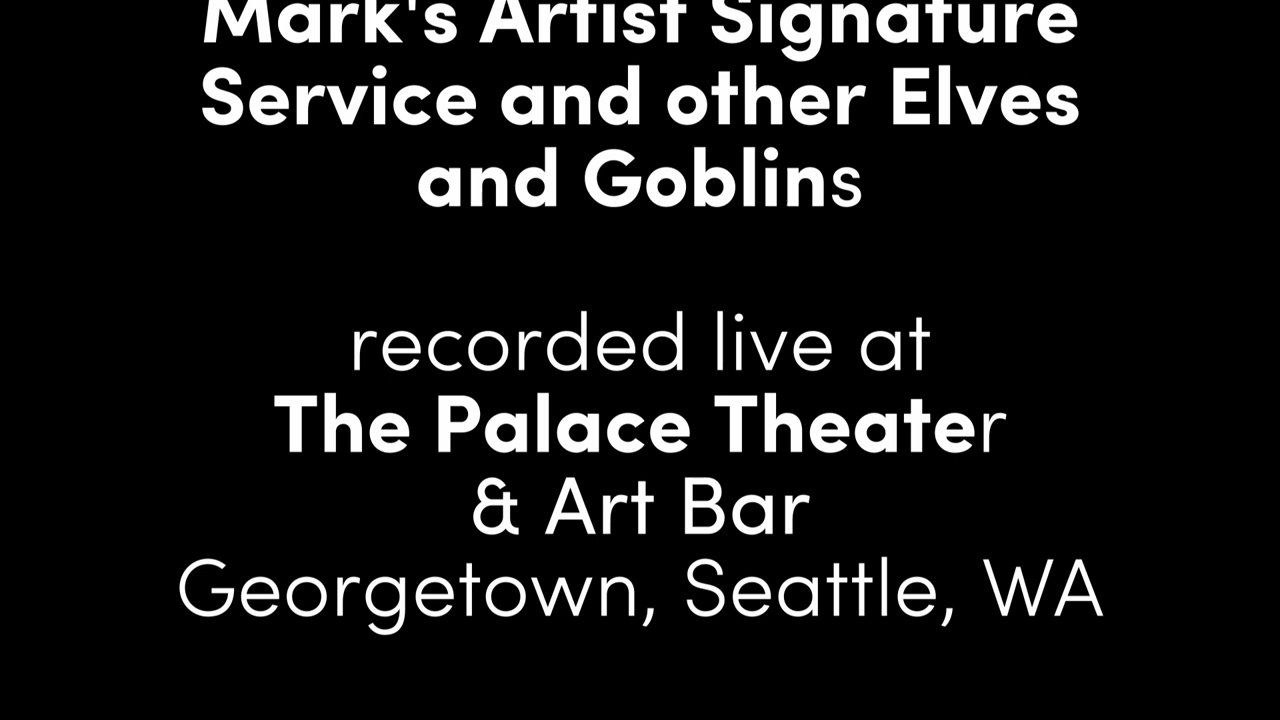 Mark's Artist Signature
Service and other Elves
and Goblins
recorded live at
The Palace Theater
& Art Bar
Georgetown, Seattle, WA